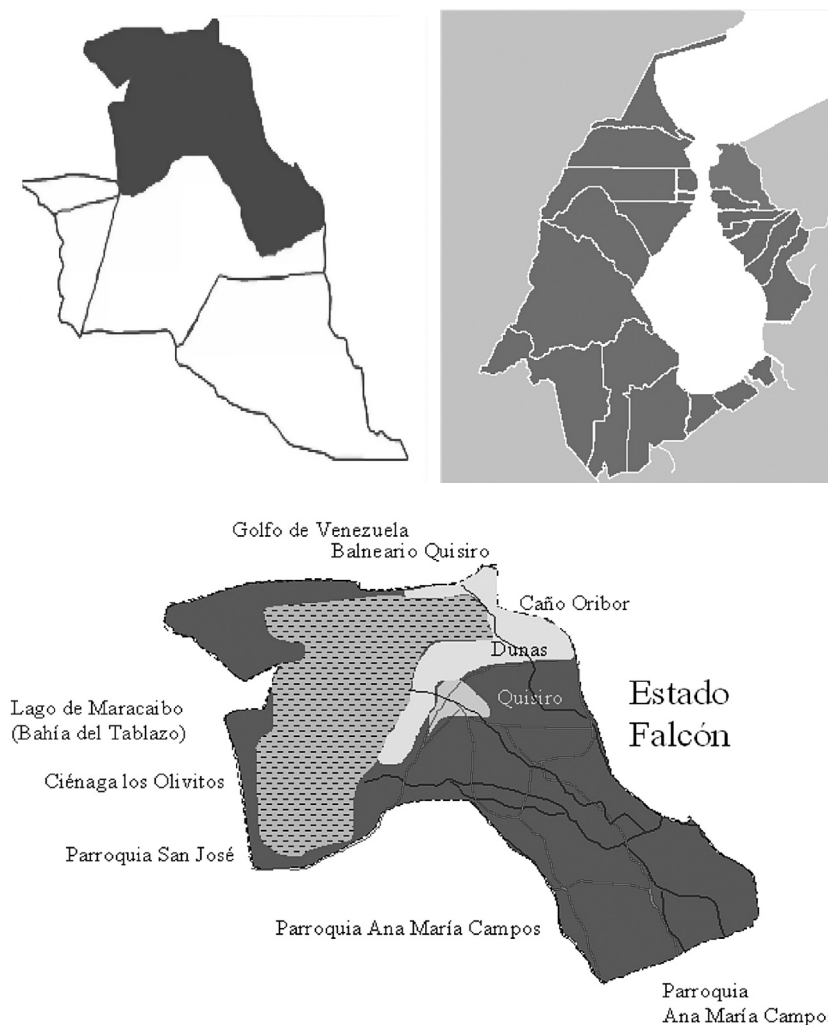 Golfo de Venezuela
Balneario Quisiro
Caño Oribor
Dunas
Quisiro
Estado
Falcón
Lago de Maracaibo
(Bahía del Tablazo)
Ciénaga los Olivitos
Parroquia San José
Parroquia Ana María Campos
Parroquia
Ana María Campo